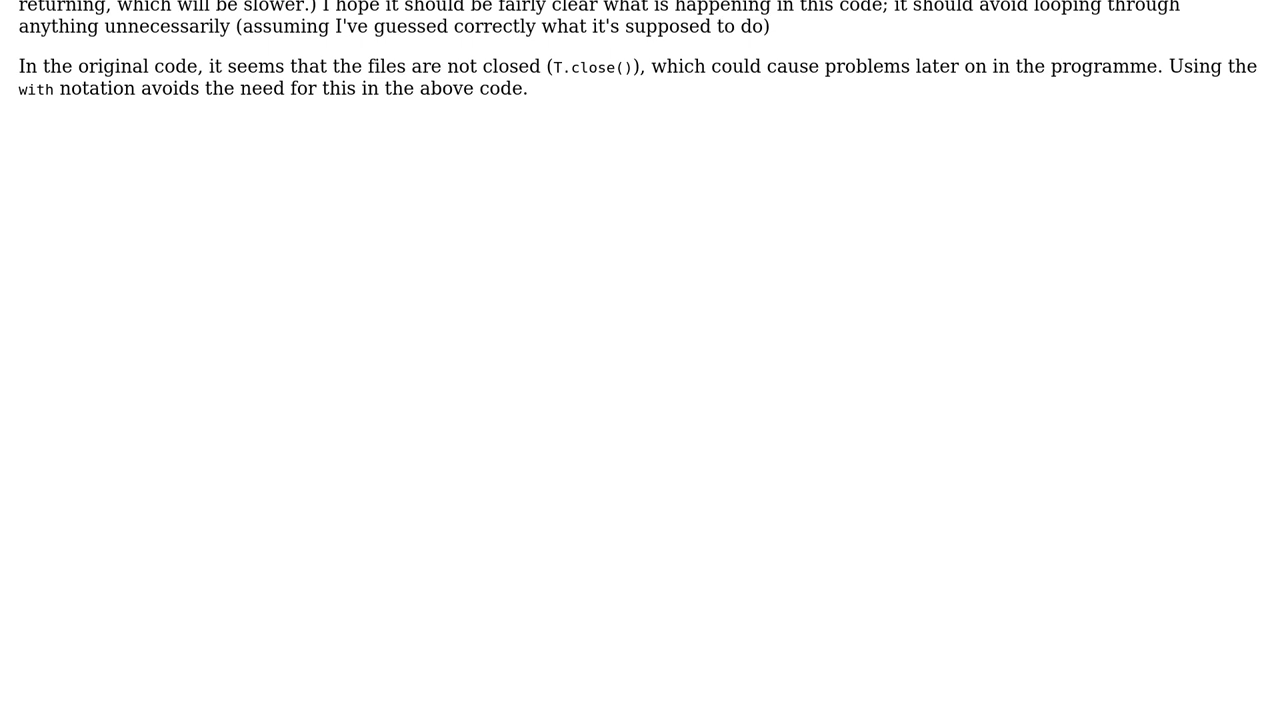 returning, which will be slower.) I hope it should be fairly clear what is happening in this code; it should avoid looping through
anything unnecessarily (assuming I've guessed correctly what it's supposed to do)
In the original code, it seems that the files are not closed (T.close()), which could cause problems later on in the programme. Using the
with notation avoids the need for this in the above code.